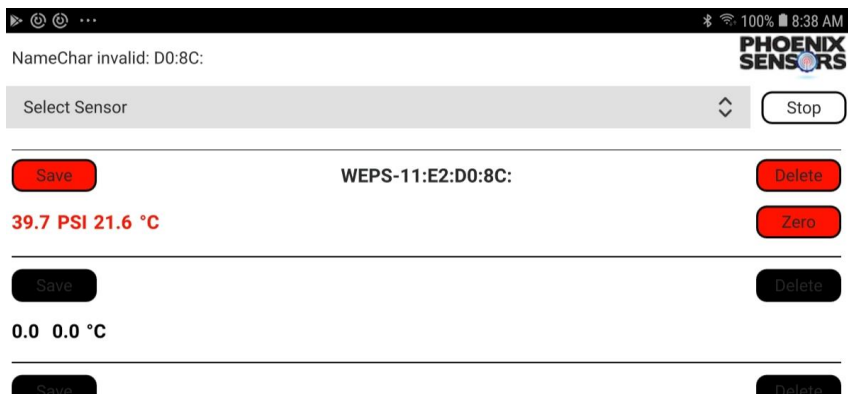 100% 8:38 AM
NameChar invalid: D0:8C:
PHOENIX
SENSORS
Select Sensor
Stop
Save
WEPS-11:E2:D0:8C:
Delete
39.7 PSI 21.6 °C
Zero
Save
Delete
0.0 0.0 °C
Save
Delete